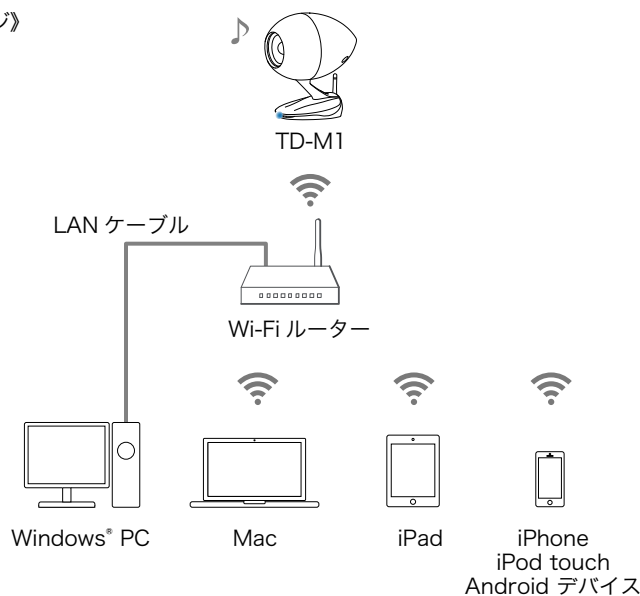 ジ》
TD-M1
LAN ケーブル
Wi-Fi ルーター
Windows® PC
Mac
iPad
iPhone
iPod touch
Android デバイス